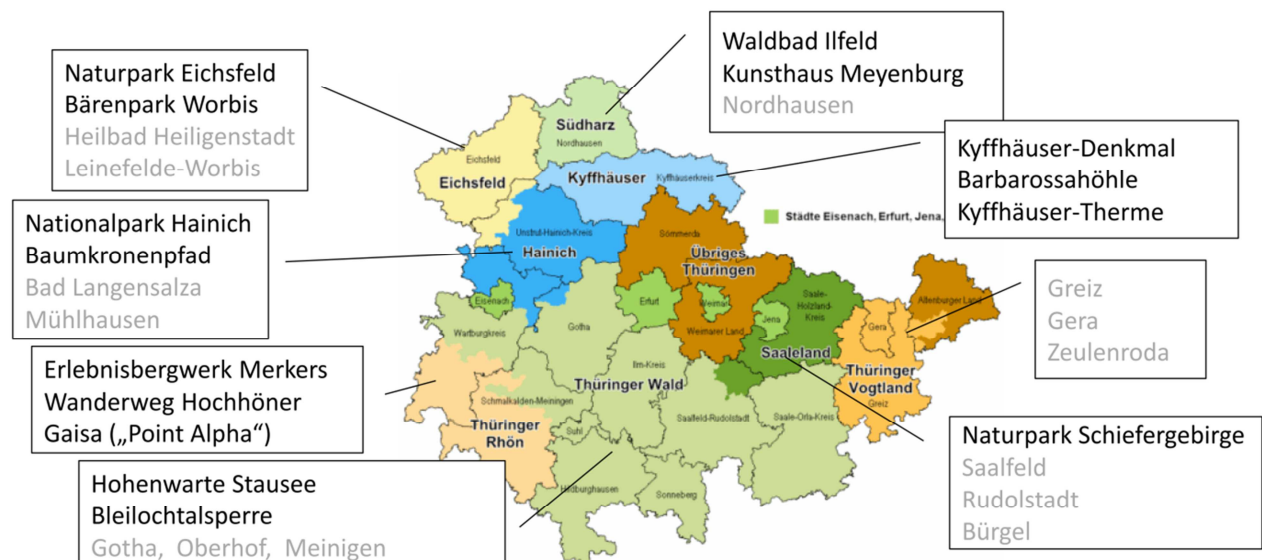 Naturpark Eichsfeld
Bärenpark Worbis
Heilbad Heiligenstadt
Leinefelde-Worbis
Waldbad Ilfeld
Kunsthaus Meyenburg
Nordhausen
Kyffhäuser-Denkmal
Barbarossahöhle
Kyffhäuser-Therme
Nationalpark Hainich
Baumkronenpfad
Bad Langensalza
Mühlhausen
Greiz
Gera
Zeulenroda
Erlebnisbergwerk Merkers
Wanderweg Hochhöner
Gaisa („Point Alpha“)
Naturpark Schiefergebirge
Saalfeld
Rudolstadt
Bürgel
Hohenwarte Stausee
Bleilochtalsperre
Gotha, Oberhof, Meinigen
Südharz
Nordhausen
Eichsfeld
Eichsfeld
Kyffhäuser
Kyffhäuserkreis
Städte Eisenach, Erfurt, Jena,
Unstrut-Hainich-Kreis
Hainich
Sömmerda
Übriges
Thüringen
Eisenach
Erfurt
Weimar
Jena
Saale-
Holzland-
Kreis
Altenburger Land
Wartburgkreis
Gotha
Weimarer Land
Gera
Saaleland
Ilm-Kreis
Thüringer Wald
Thüringer
Vogtland
Greiz
Schmalkalden-Meiningen
Thüringer
Rhön
Suhl
Saalfeld-Rudolstadt
Saale-Orla-Kreis
Hildburghausen
Sonneberg